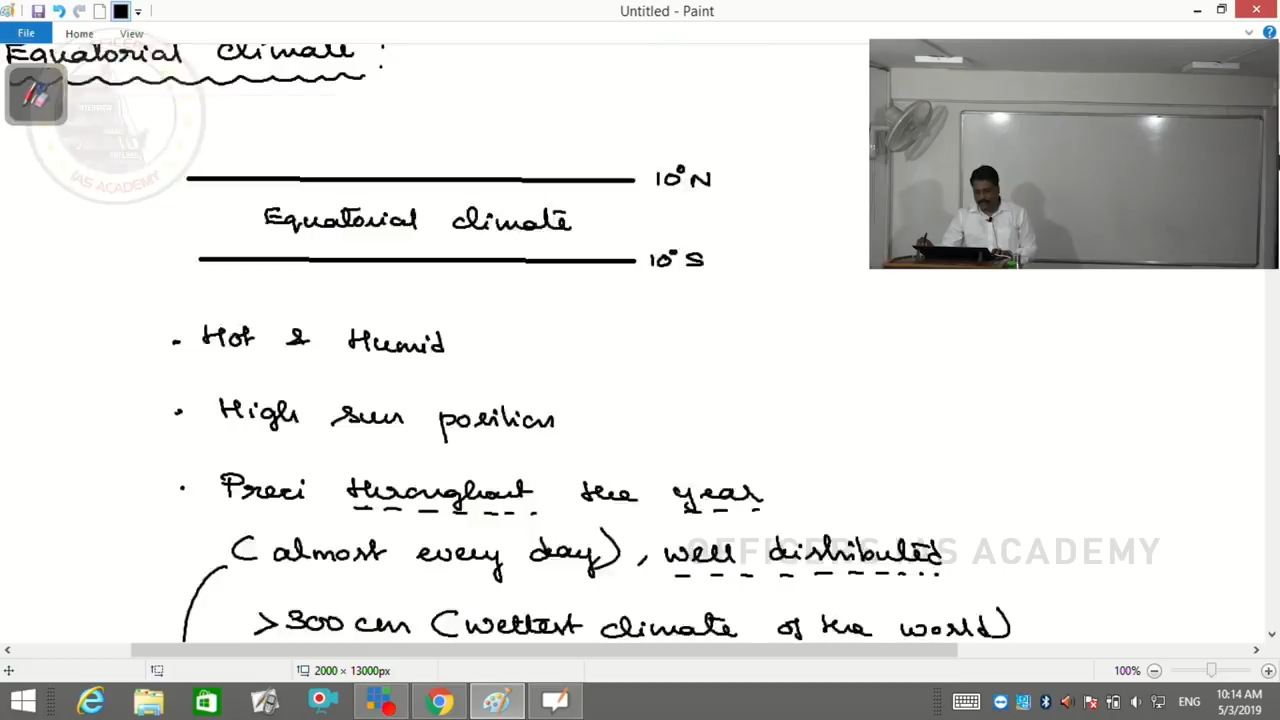 Untitled - Paint
File Home View
Equatorial Climate :
IAS ACADEMY
10° N
Equatorial climate
10° S
. Hot & Humid
. High sun position
. Preci throughout the year
(almost every day), well distributed
OFFICERS IAS ACADEMY
>300 cm (wettest climate of the world)
2000 × 13000px
100%
ENG
10:14 AM
5/3/2019